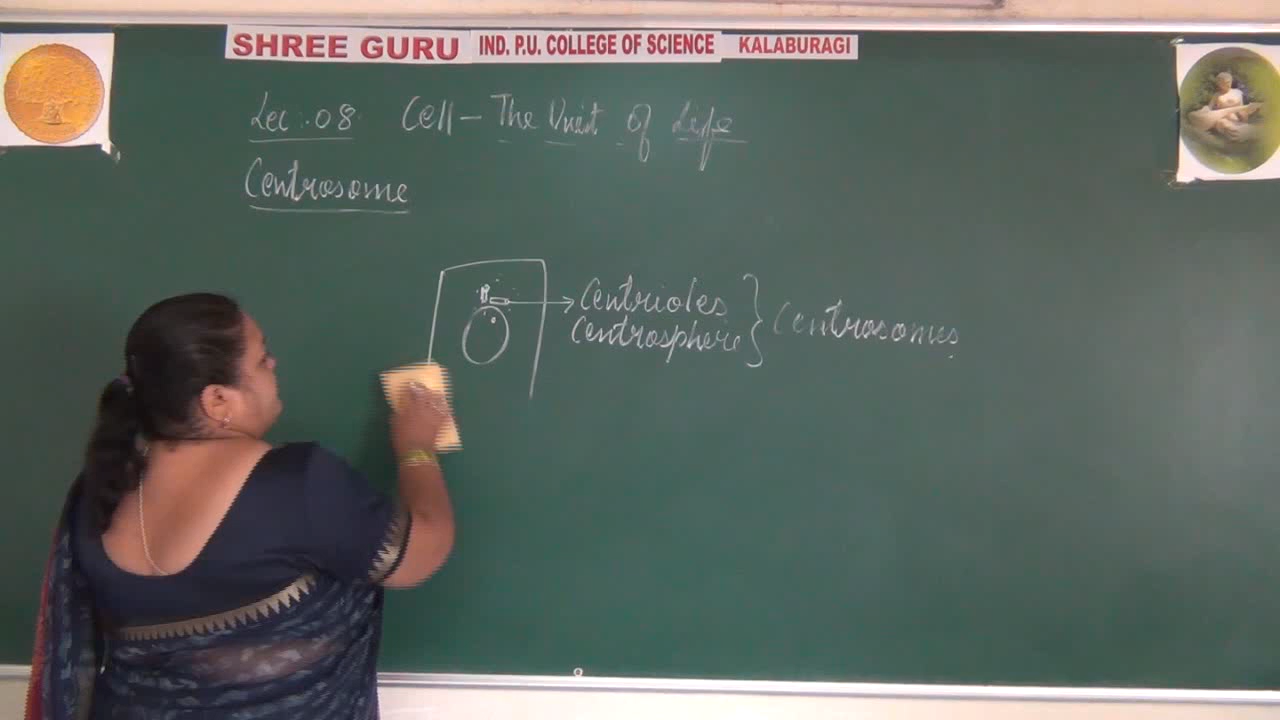 SHREE GURU IND. P.U. COLLEGE OF SCIENCE KALABURAGI
Lec:08 Cell - The Unit of Life
Centrosome
Centrioles
Centrosphere
Centrosomes